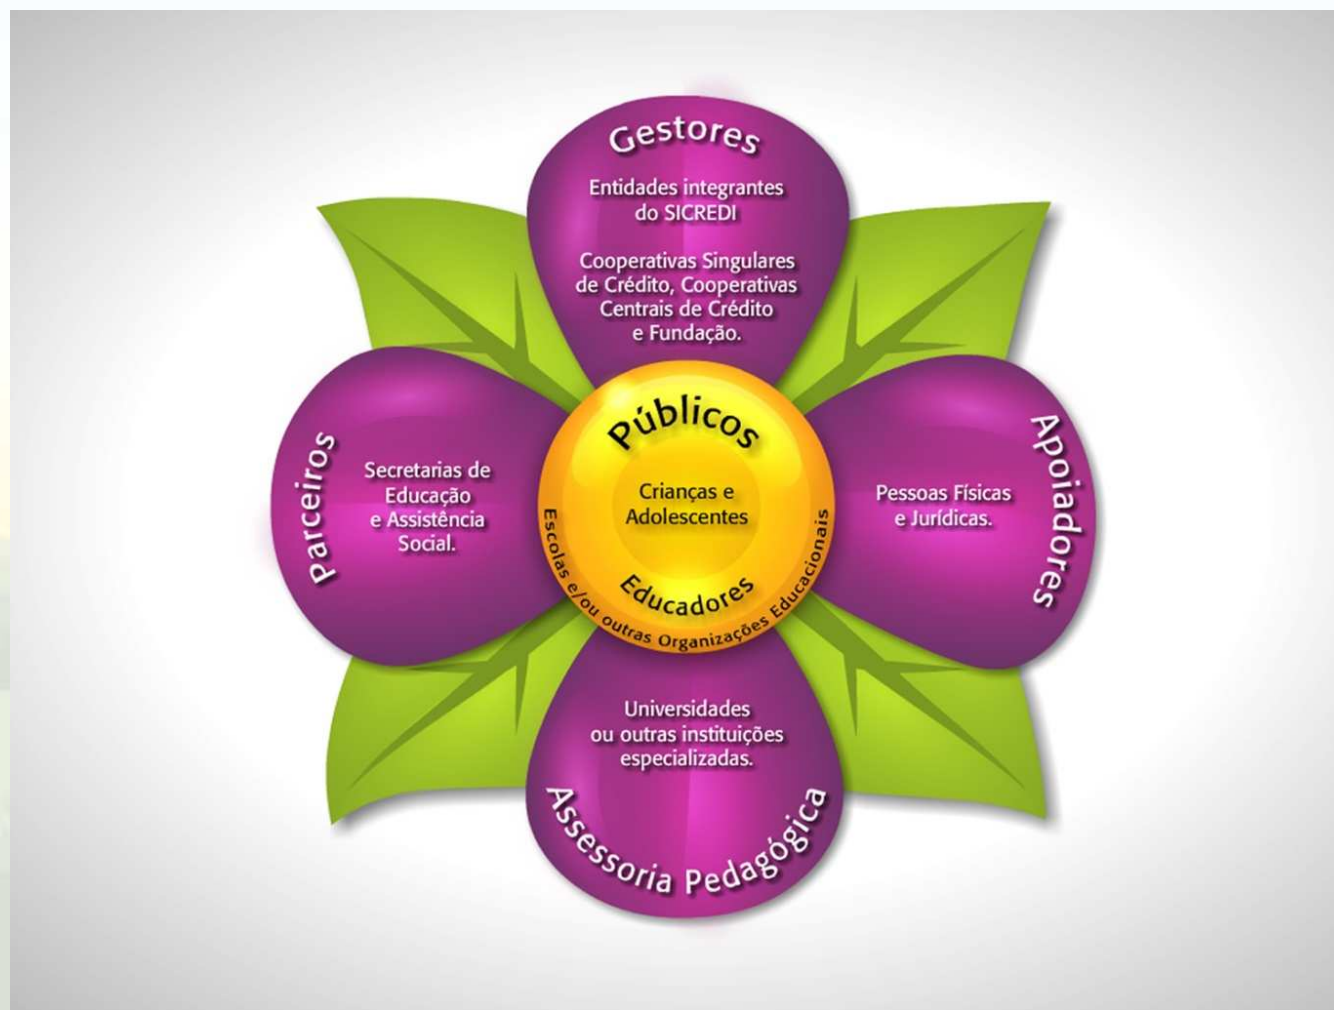 Gestores
Entidades integrantes
do SICREDI
Cooperativas Singulares
de Crédito, Cooperativas
Centrais de Crédito
e Fundação.
Parceiros
Secretarias de
Educação
e Assistência
Social.
Públicos
Crianças e
Adolescentes
Educadores
Escolas e/ou outras Organizações Educacionais
Pessoas Físicas
e Jurídicas.
Apoiadores
Universidades
ou outras instituições
especializadas.
Assessoria Pedagógica